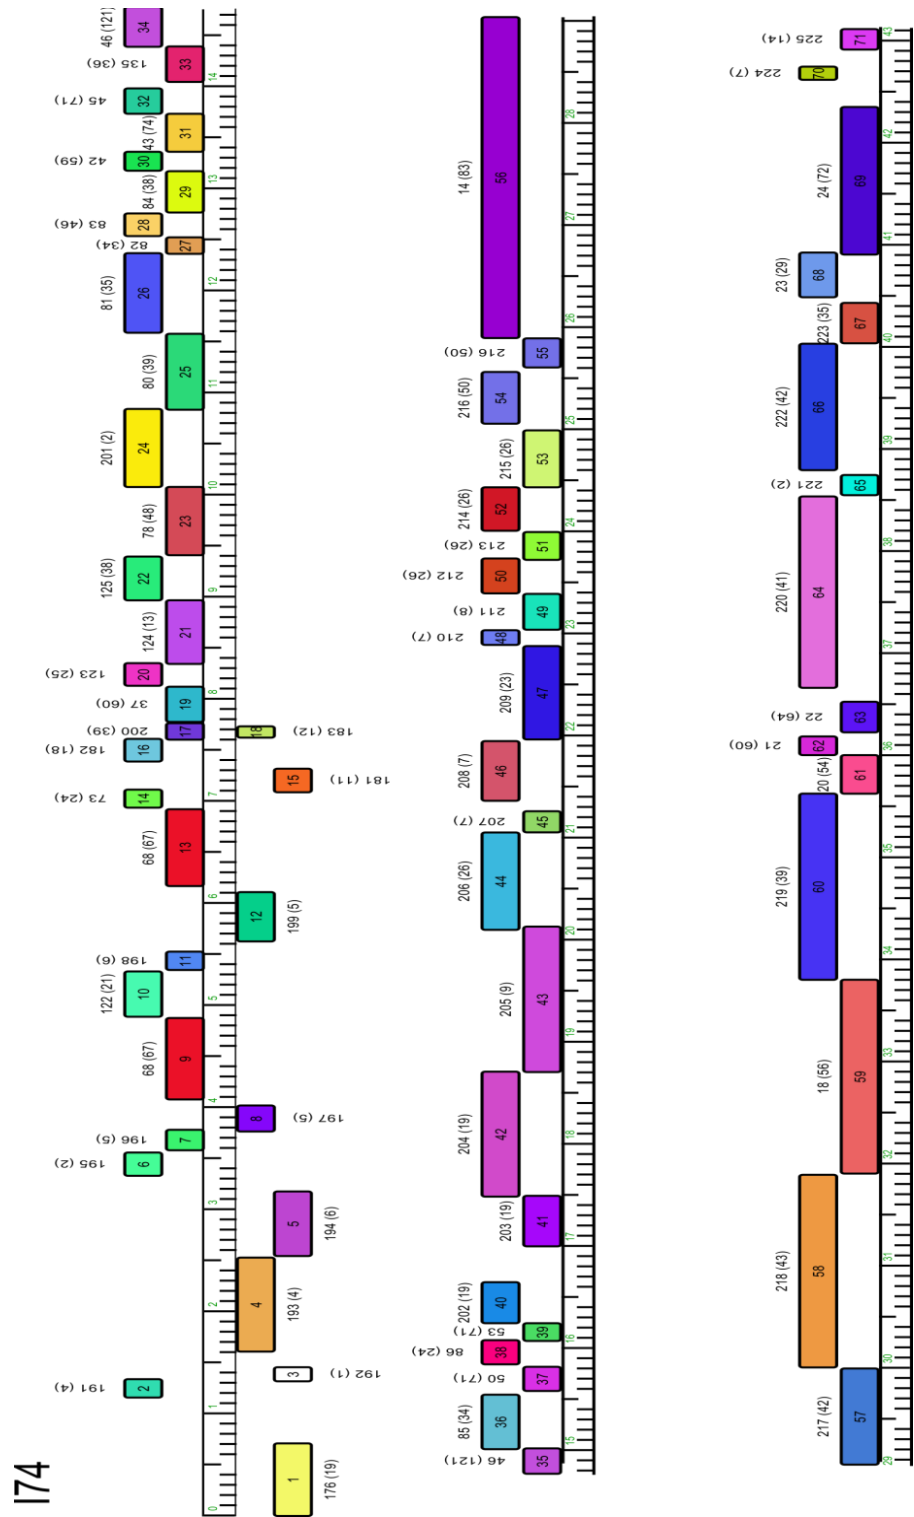 I74
0 1 2 3 4 5 6 7 8 9 10 11 12 13 14
1 176 (19)
2 191 (4)
3 192 (1)
4 193 (4)
5 194 (6)
6 195 (2)
7 196 (5)
8 197 (5)
9 68 (67)
10 122 (21)
11 198 (6)
12 199 (5)
13 68 (67)
14 73 (24)
15 181 (11)
16 182 (18)
17 200 (39)
18 183 (12)
19 37 (60)
20 123 (25)
21 124 (13)
22 125 (38)
23 78 (48)
24 201 (2)
25 80 (39)
26 81 (35)
27 82 (34)
28 83 (46)
29 84 (38)
30 42 (59)
31 43 (74)
32 45 (71)
33 135 (36)
34 46 (121)
15 16 17 18 19 20 21 22 23 24 25 26 27 28
35 46 (121)
36 85 (34)
37 50 (71)
38 86 (24)
39 53 (71)
40 202 (19)
41 203 (19)
42 204 (19)
43 205 (9)
44 206 (26)
45 207 (7)
46 208 (7)
47 209 (23)
48 210 (7)
49 211 (8)
50 212 (26)
51 213 (26)
52 214 (26)
53 215 (26)
54 216 (50)
55 216 (50)
56 14 (83)
29 30 31 32 33 34 35 36 37 38 39 40 41 42 43
57 217 (42)
58 218 (43)
59 18 (56)
60 219 (39)
61 20 (54)
62 21 (60)
63 22 (64)
64 220 (41)
65 221 (2)
66 222 (42)
67 223 (35)
68 23 (29)
69 24 (72)
70 224 (7)
71 225 (14)